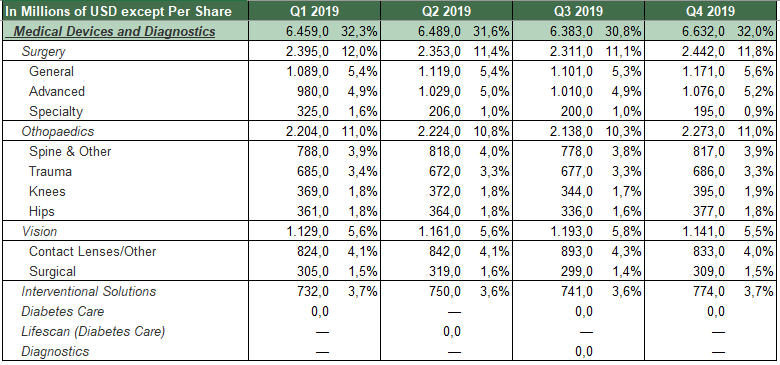 In Millions of USD except Per Share Q1 2019 Q2 2019 Q3 2019 Q4 2019
Medical Devices and Diagnostics 6.459,0 32,3% 6.489,0 31,6% 6.383,0 30,8% 6.632,0 32,0%
Surgery 2.395,0 12,0% 2.353,0 11,4% 2.311,0 11,1% 2.442,0 11,8%
General 1.089,0 5,4% 1.119,0 5,4% 1.101,0 5,3% 1.171,0 5,6%
Advanced 980,0 4,9% 1.029,0 5,0% 1.010,0 4,9% 1.076,0 5,2%
Specialty 325,0 1,6% 206,0 1,0% 200,0 1,0% 195,0 0,9%
Othopaedics 2.204,0 11,0% 2.224,0 10,8% 2.138,0 10,3% 2.273,0 11,0%
Spine & Other 788,0 3,9% 818,0 4,0% 778,0 3,8% 817,0 3,9%
Trauma 685,0 3,4% 672,0 3,3% 677,0 3,3% 686,0 3,3%
Knees 369,0 1,8% 372,0 1,8% 344,0 1,7% 395,0 1,9%
Hips 361,0 1,8% 364,0 1,8% 336,0 1,6% 377,0 1,8%
Vision 1.129,0 5,6% 1.161,0 5,6% 1.193,0 5,8% 1.141,0 5,5%
Contact Lenses/Other 824,0 4,1% 842,0 4,1% 893,0 4,3% 833,0 4,0%
Surgical 305,0 1,5% 319,0 1,6% 299,0 1,4% 309,0 1,5%
Interventional Solutions 732,0 3,7% 750,0 3,6% 741,0 3,6% 774,0 3,7%
Diabetes Care 0,0 — 0,0 0,0
Lifescan (Diabetes Care) — 0,0 — —
Diagnostics — — 0,0 —